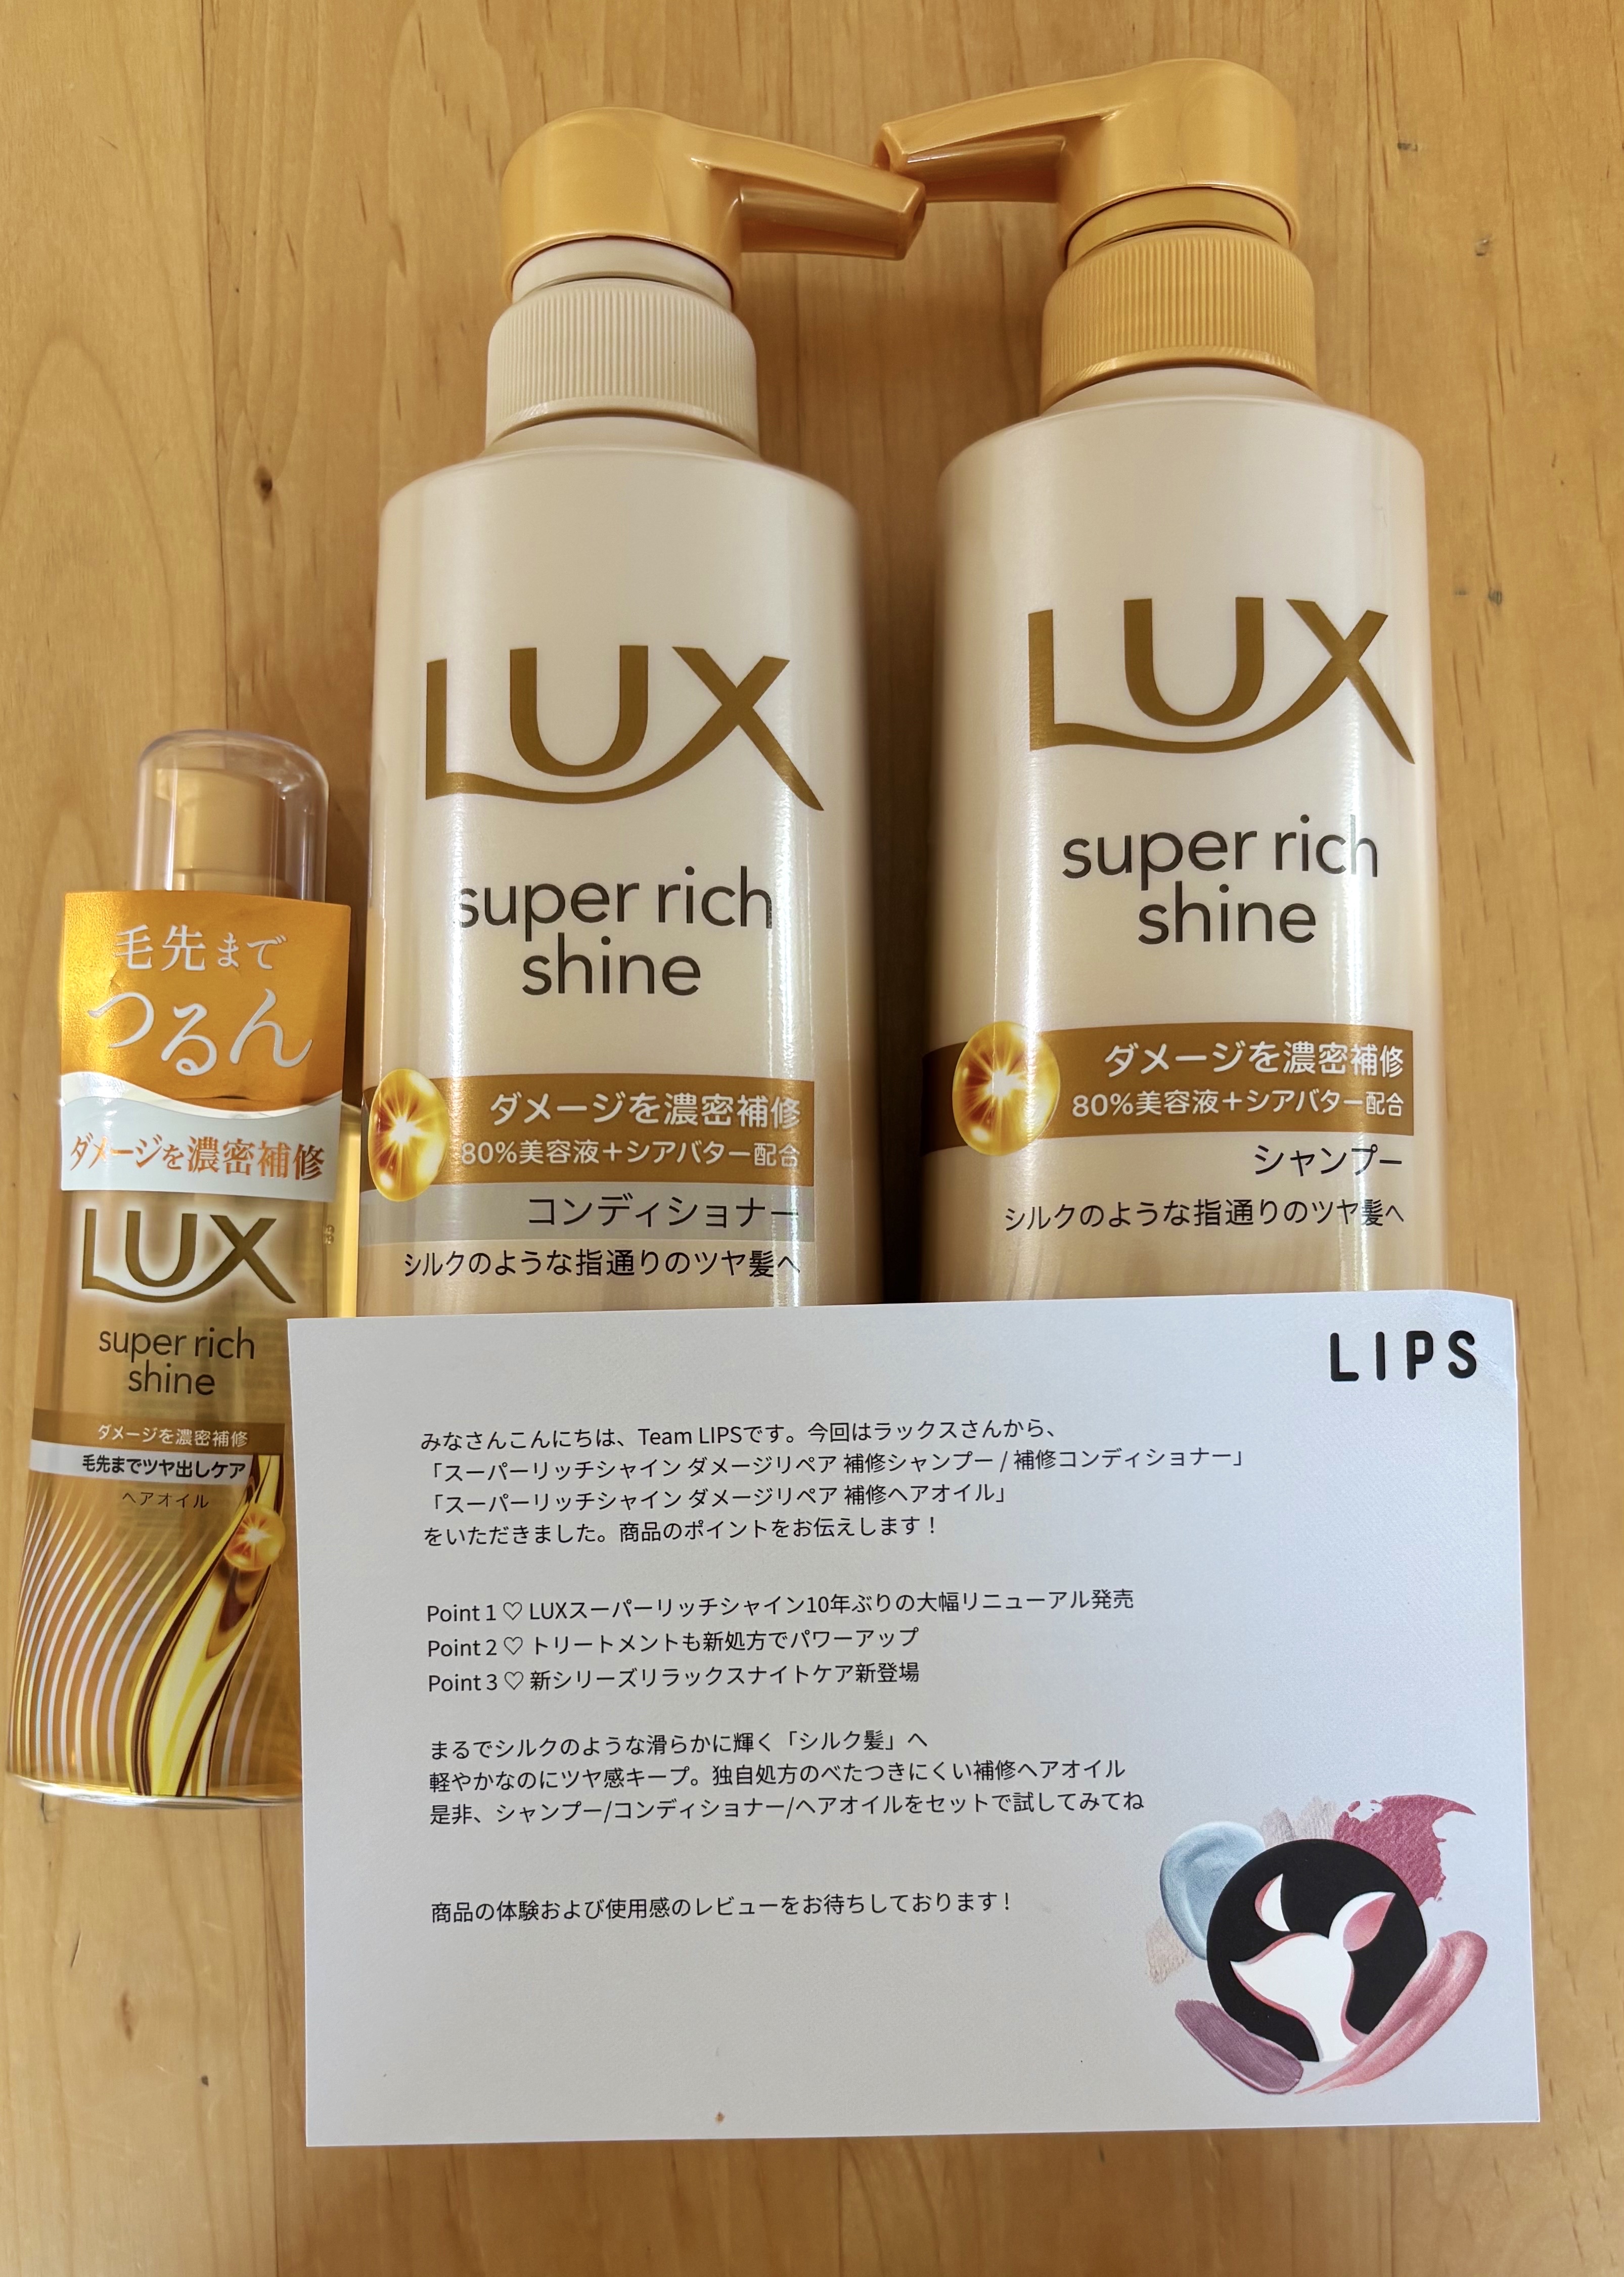 毛先まで
つるん
ダメージを濃密補修
LUX
super rich
shine
ダメージを濃密補修
毛先までツヤ出しケア
ヘアオイル
LUX
super rich
shine
ダメージを濃密補修
80%美容液+シアバター配合
コンディショナー
シルクのような指通りのツヤ髪へ
LUX
super rich
shine
ダメージを濃密補修
80%美容液+シアバター配合
シャンプー
シルクのような指通りのツヤ髪へ
LIPS
みなさんこんにちは、Team LIPSです。今回はラックスさんから、
「スーパーリッチシャイン ダメージリペア 補修シャンプー / 補修コンディショナー」
「スーパーリッチシャイン ダメージリペア 補修ヘアオイル」
をいただきました。商品のポイントをお伝えします！
Point 1 ♡ LUXスーパーリッチシャイン10年ぶりの大幅リニューアル発売
Point 2 ♡ トリートメントも新処方でパワーアップ
Point 3 ♡ 新シリーズリラックスナイトケア新登場
まるでシルクのような滑らかに輝く「シルク髪」へ
軽やかなのにツヤ感キープ。独自処方のべたつきにくい補修ヘアオイル
是非、シャンプー/コンディショナー/ヘアオイルをセットで試してみてね
商品の体験および使用感のレビューをお待ちしております！